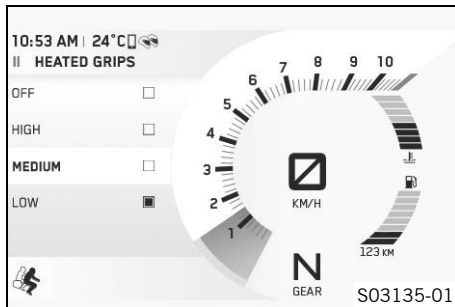 10:53 AM | 24°C
II HEATED GRIPS
OFF
HIGH
MEDIUM
LOW
1
2
3
4
5
6
7
8
9
10
0
KM/H
N
GEAR
123 KM
S03135-01